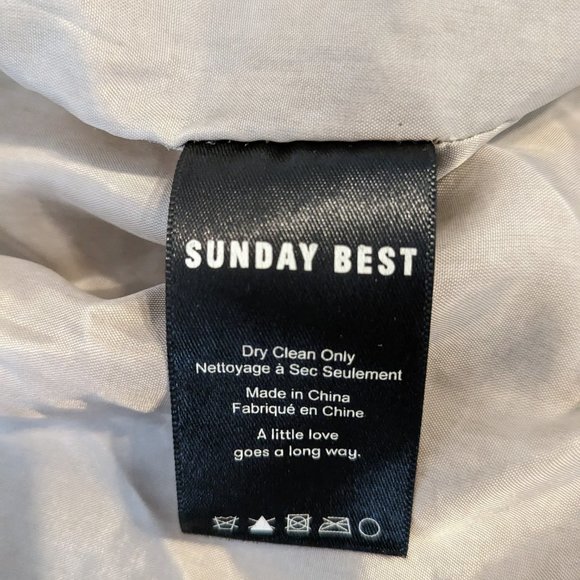 SUNDAY BEST
Dry Clean Only
Nettoyage à Sec Seulement
Made in China
Fabriqué en Chine
A little love
goes a long way.